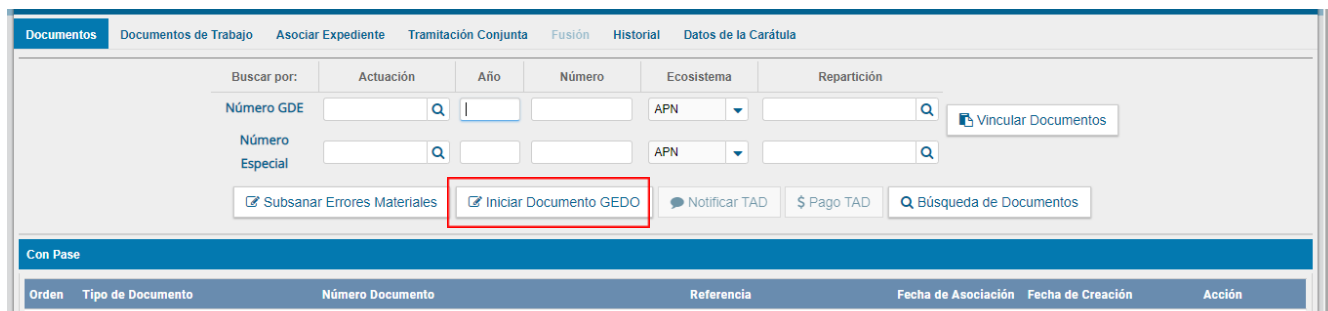 Documentos Documentos de Trabajo Asociar Expediente Tramitación Conjunta Fusión Historial Datos de la Carátula
Buscar por: Actuación Año Número Ecosistema Repartición
Número GDE APN Vincular Documentos
Número
Especial APN
Subsanar Errores Materiales Iniciar Documento GEDO Notificar TAD $ Pago TAD Búsqueda de Documentos
Con Pase
Orden Tipo de Documento Número Documento Referencia Fecha de Asociación Fecha de Creación Acción